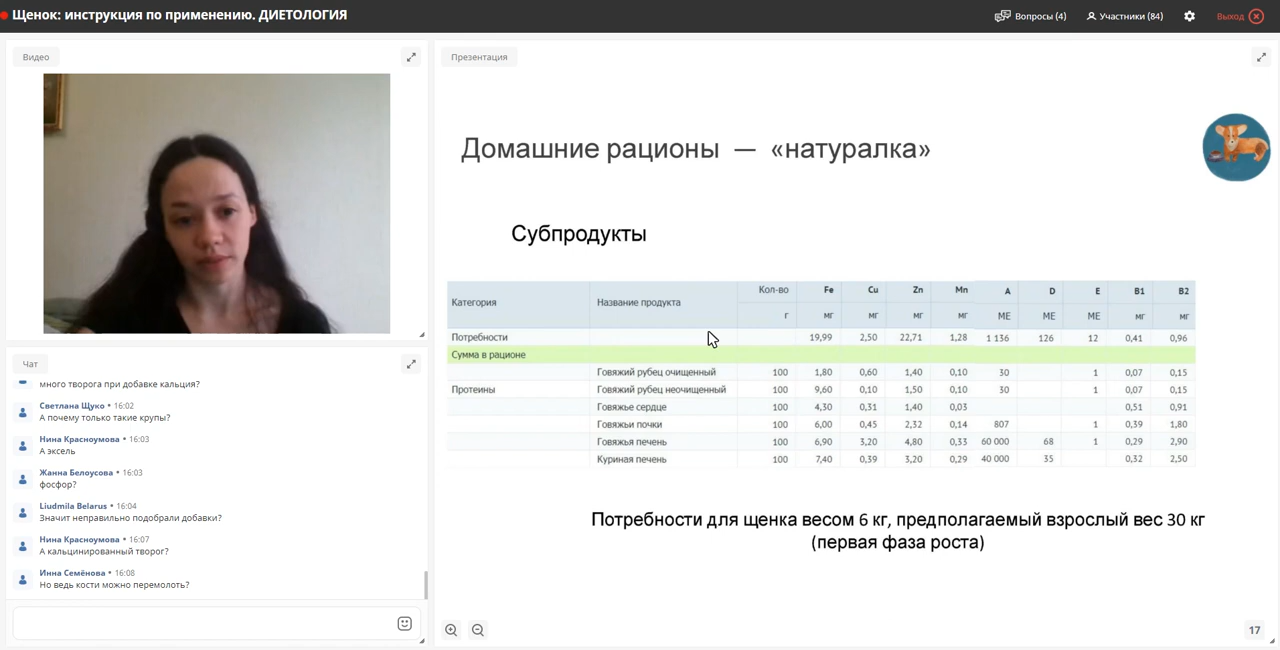 Щенок: инструкция по применению. ДИЕТОЛОГИЯ
Вопросы (4)
Участники (84)
Выход
Видео
Чат
много творога при добавке кальция?
Светлана Щуко • 16:02
А почему только такие крупы?
Нина Красноумова • 16:03
А эксель
Жанна Белоусова • 16:03
фосфор?
Liudmila Belarus • 16:04
Значит неправильно подобрали добавки?
Нина Красноумова • 16:07
А кальцинированный творог?
Инна Семёнова • 16:08
Но ведь кости можно перемолоть?
Презентация
Домашние рационы — «натуралка»
Субпродукты
Категория Название продукта Кол-во Fe Cu Zn Mn A D E B1 B2
г мг мг мг мг МЕ МЕ МЕ мг мг
Потребности 19,99 2,50 22,71 1,28 1 136 126 12 0,41 0,96
Сумма в рационе
Говяжий рубец очищенный 100 1,80 0,60 1,40 0,10 30 1 0,07 0,15
Протеины Говяжий рубец неочищенный 100 9,60 0,10 1,50 0,10 30 1 0,07 0,15
Говяжье сердце 100 4,30 0,31 1,40 0,03 0,51 0,91
Говяжьи почки 100 6,00 0,45 2,32 0,14 807 1 0,39 1,80
Говяжья печень 100 6,90 3,20 4,80 0,33 60 000 68 1 0,29 2,90
Куриная печень 100 7,40 0,39 3,20 0,29 40 000 35 0,32 2,50
Потребности для щенка весом 6 кг, предполагаемый взрослый вес 30 кг
(первая фаза роста)
17